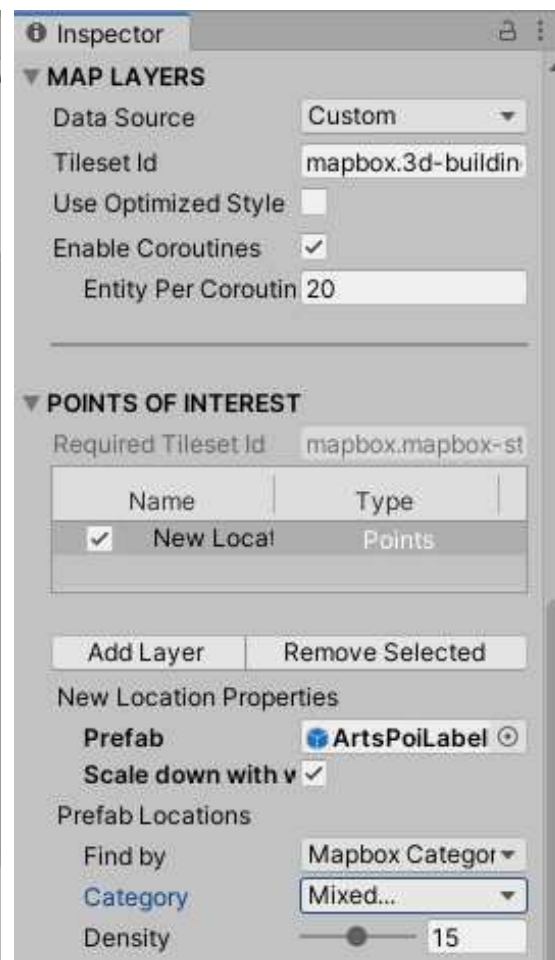 Inspector
MAP LAYERS
Data Source Custom
Tileset Id mapbox.3d-buildin
Use Optimized Style
Enable Coroutines
Entity Per Coroutin 20
POINTS OF INTEREST
Required Tileset Id mapbox.mapbox-st
Name Type
New Locat Points
Add Layer Remove Selected
New Location Properties
Prefab ArtsPoiLabel
Scale down with w
Prefab Locations
Find by Mapbox Categor
Category Mixed...
Density 15